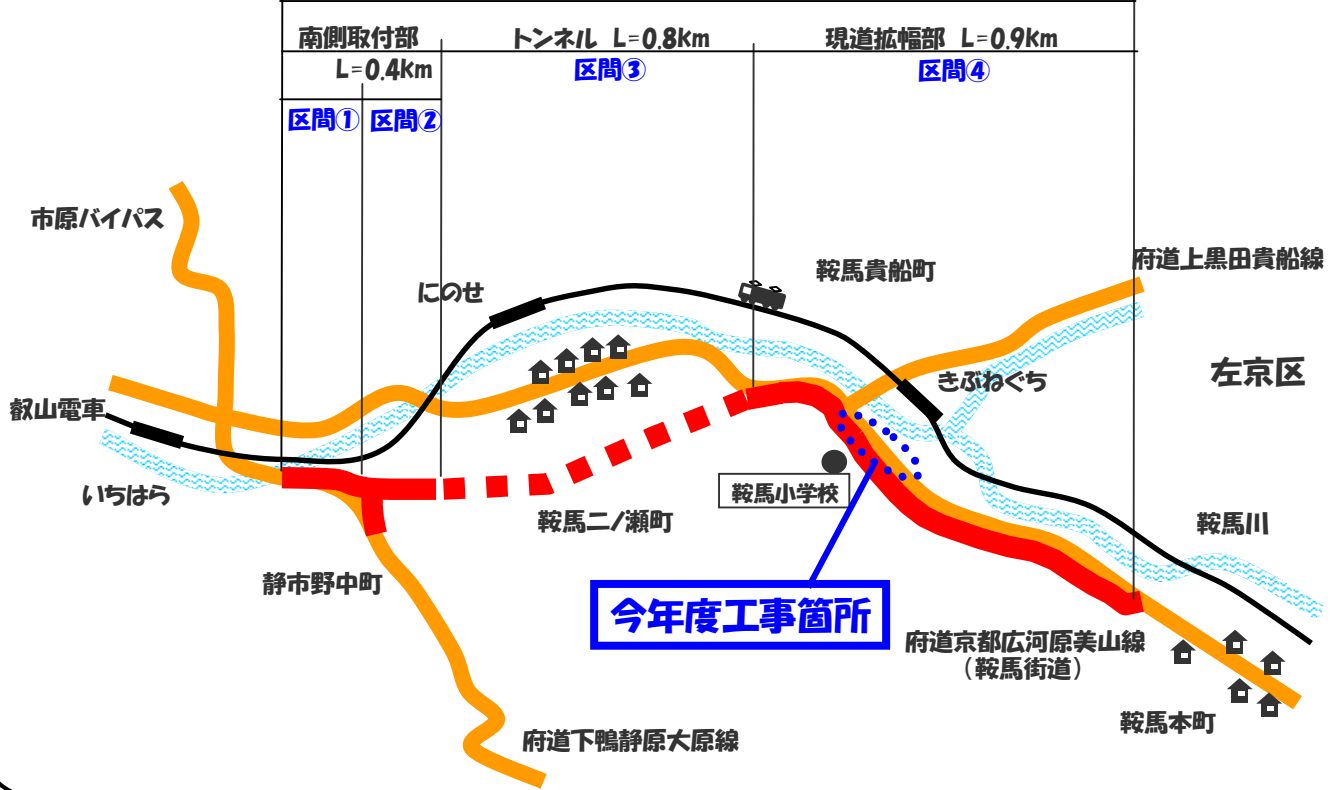 南側取付部
トンネル L=0.8km
現道拡幅部 L=0.9km
L=0.4km
区間③
区間④
区間①
区間②
市原バイパス
にのせ
鞍馬貴船町
府道上黒田貴船線
左京区
きぶねぐち
叡山電車
いちはら
鞍馬小学校
鞍馬二ノ瀬町
鞍馬川
静市野中町
今年度工事箇所
府道京都広河原美山線
(鞍馬街道)
鞍馬本町
府道下鴨静原大原線